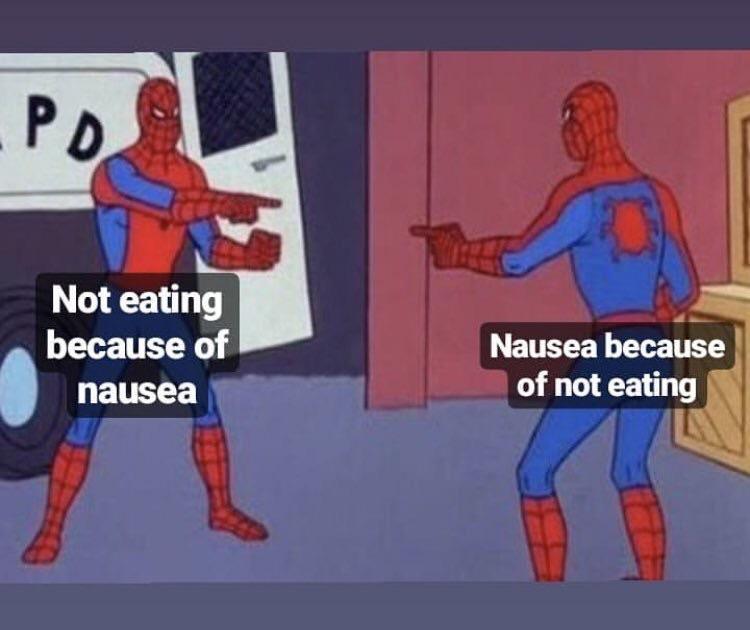 PD
Not eating
because of
nausea
Nausea because
of not eating